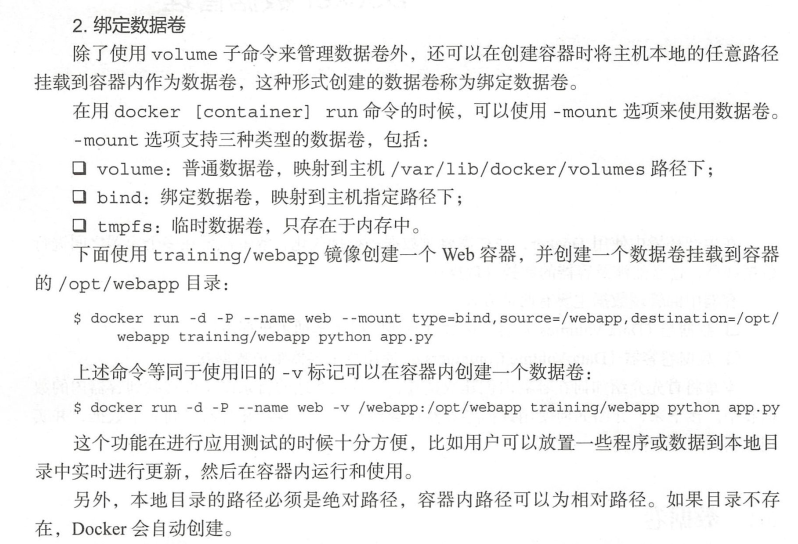 2. 绑定数据卷
除了使用 volume 子命令来管理数据卷外，还可以在创建容器时将主机本地的任意路径
挂载到容器内作为数据卷，这种形式创建的数据卷称为绑定数据卷。
在用 docker [container] run 命令的时候，可以使用 -mount 选项来使用数据卷。
-mount 选项支持三种类型的数据卷，包括：
❑ volume：普通数据卷，映射到主机 /var/lib/docker/volumes 路径下；
❑ bind：绑定数据卷，映射到主机指定路径下；
❑ tmpfs：临时数据卷，只存在于内存中。
下面使用 training/webapp 镜像创建一个 Web 容器，并创建一个数据卷挂载到容器
的 /opt/webapp 目录：
$ docker run -d -P --name web --mount type=bind,source=/webapp,destination=/opt/
webapp training/webapp python app.py
上述命令等同于使用旧的 -v 标记可以在容器内创建一个数据卷：
$ docker run -d -P --name web -v /webapp:/opt/webapp training/webapp python app.py
这个功能在进行应用测试的时候十分方便，比如用户可以放置一些程序或数据到本地目
录中实时进行更新，然后在容器内运行和使用。
另外，本地目录的路径必须是绝对路径，容器内路径可以为相对路径。如果目录不存
在，Docker 会自动创建。